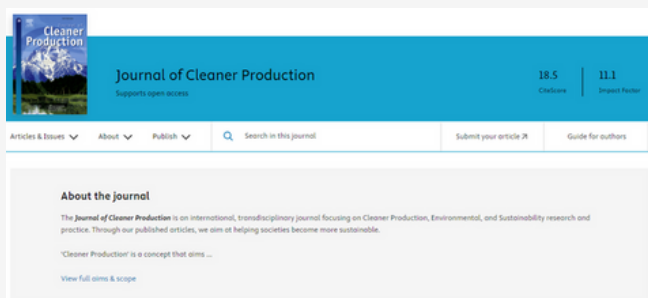 Cleaner
Production
Journal of Cleaner Production
Supports open access
18.5
CiteScore
11.1
Impact Factor
Articles & Issues
About
Publish
Search in this journal
Submit your article
Guide for authors
About the journal
The Journal of Cleaner Production is an international, transdisciplinary journal focusing on Cleaner Production, Environmental, and Sustainability research and
practice. Through our published articles, we aim at helping societies become more sustainable.
'Cleaner Production' is a concept that aims ...
View full aims & scope